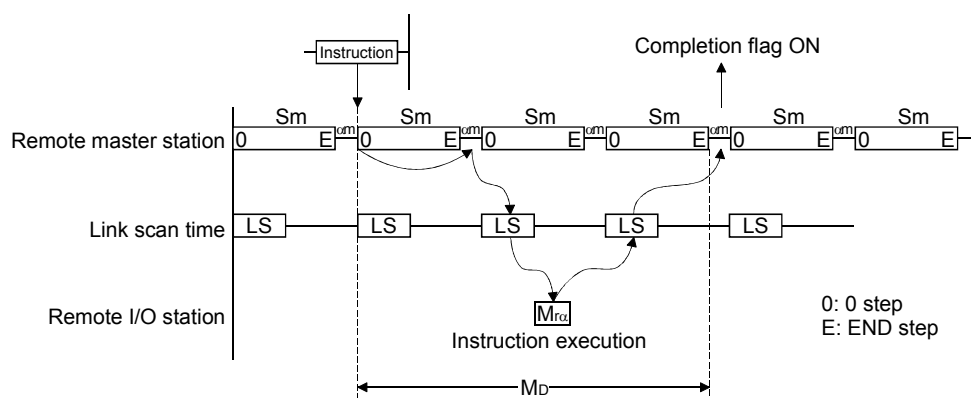 Instruction
Completion flag ON
Sm Sm Sm Sm Sm
Remote master station 0 E αm 0 E αm 0 E αm 0 E αm 0 E αm 0 E
Link scan time LS LS LS LS LS
Remote I/O station Mrα
Instruction execution
0: 0 step
E: END step
MD